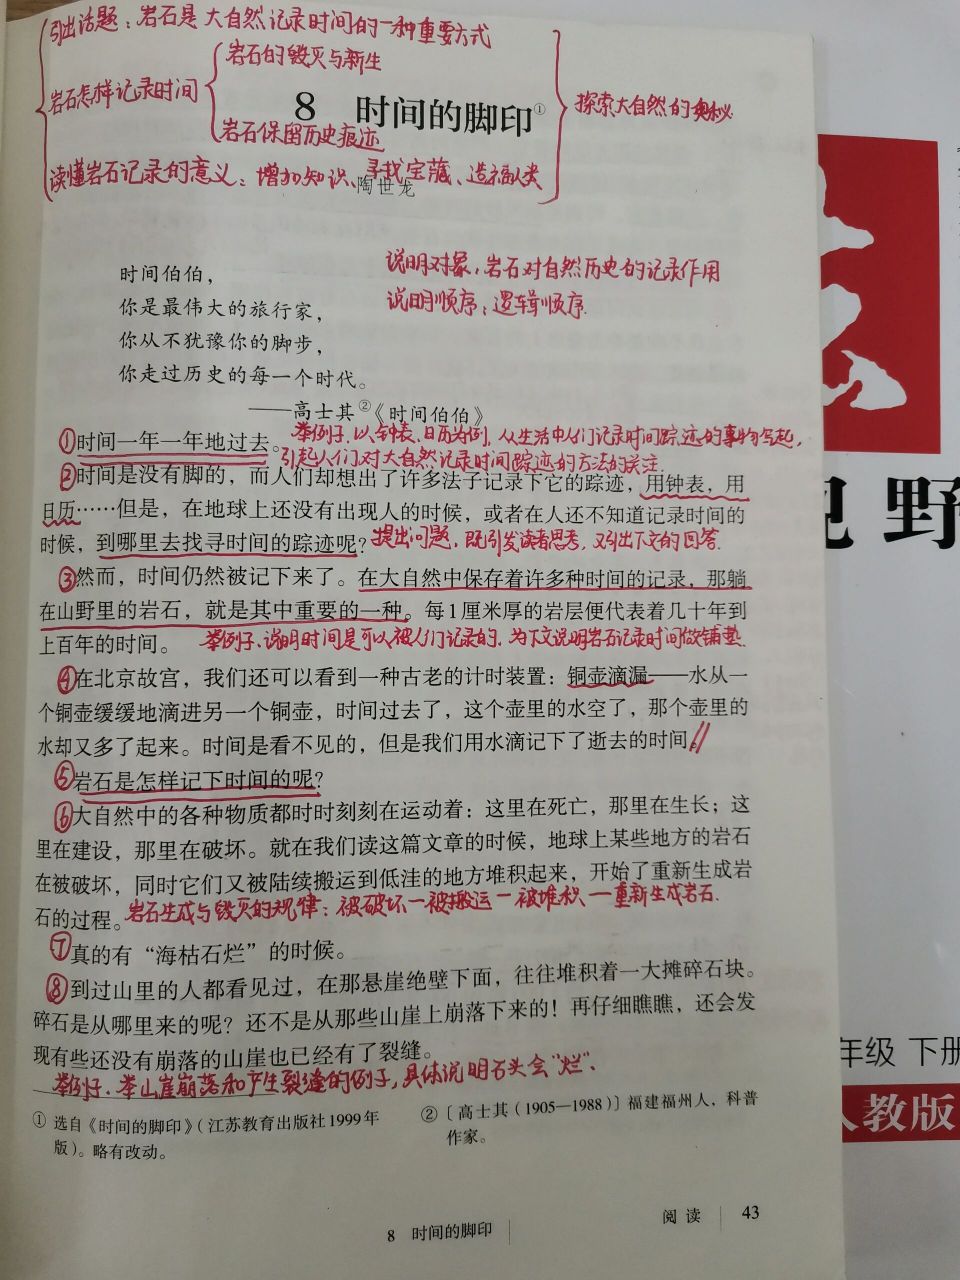 引出话题：岩石是大自然记录时间的一种重要方式
岩石的毁灭与新生
岩石怎样记录时间
8 时间的脚印①
探索大自然的奥秘
岩石保留历史痕迹
读懂岩石记录的意义：增加知识、寻找宝藏、造福人类
陶世龙
时间伯伯，
说明对象：岩石对自然历史的记录作用
你是最伟大的旅行家，
说明顺序：逻辑顺序.
你从不犹豫你的脚步，
你走过历史的每一个时代。
——高士其②《时间伯伯》
①时间一年一年地过去。
举例子.以钟表、日历为例，从生活中人们记录时间踪迹的事物写起，
引起人们对大自然记录时间踪迹的方法的关注.
②时间是没有脚的，而人们却想出了许多法子记录下它的踪迹，用钟表，用
日历……但是，在地球上还没有出现人的时候，或者在人还不知道记录时间的
时候，到哪里去找寻时间的踪迹呢？提出问题，既引发读者思考，又引出下文的回答.
③然而，时间仍然被记下来了。在大自然中保存着许多种时间的记录，那躺
在山野里的岩石，就是其中重要的一种。每1厘米厚的岩层便代表着几十年到
上百年的时间。 举例子、说明时间是可以被人们记录的，为下文说明岩石记录时间做铺垫.
④在北京故宫，我们还可以看到一种古老的计时装置：铜壶滴漏——水从一
个铜壶缓缓地滴进另一个铜壶，时间过去了，这个壶里的水空了，那个壶里的
水却又多了起来。时间是看不见的，但是我们用水滴记下了逝去的时间。//
⑤岩石是怎样记下时间的呢？
⑥大自然中的各种物质都时时刻刻在运动着：这里在死亡，那里在生长；这
里在建设，那里在破坏。就在我们读这篇文章的时候，地球上某些地方的岩石
在被破坏，同时它们又被陆续搬运到低洼的地方堆积起来，开始了重新生成岩
石的过程。岩石生成与毁灭的规律：被破坏—被搬运—被堆积—重新生成岩石.
⑦真的有“海枯石烂”的时候。
⑧到过山里的人都看见过，在那悬崖绝壁下面，往往堆积着一大摊碎石块。
碎石是从哪里来的呢？还不是从那些山崖上崩落下来的！再仔细瞧瞧，还会发
现有些还没有崩落的山崖也已经有了裂缝。
举例子、举山崖崩落和产生裂缝的例子，具体说明石头会“烂”.
① 选自《时间的脚印》（江苏教育出版社1999年
版）。略有改动。
② 〔高士其（1905—1988）〕福建福州人，科普
作家。
8 时间的脚印
阅读 43
野
年级 下册
人教版